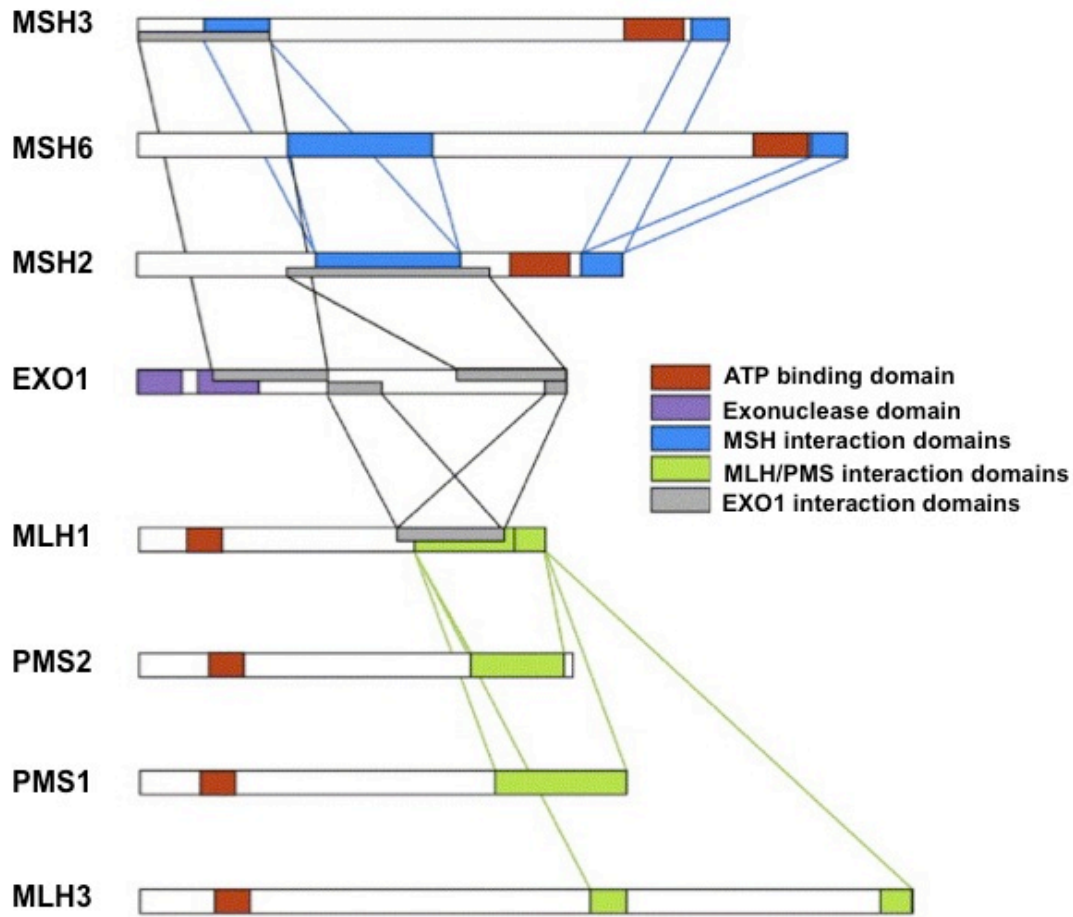 MSH3
MSH6
MSH2
EXO1
MLH1
PMS2
PMS1
MLH3
ATP binding domain
Exonuclease domain
MSH interaction domains
MLH/PMS interaction domains
EXO1 interaction domains